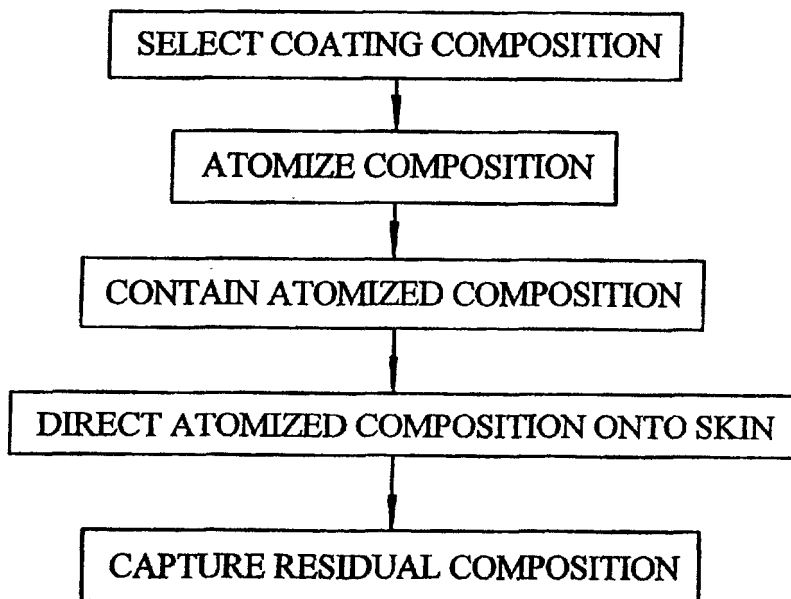 SELECT COATING COMPOSITION
ATOMIZE COMPOSITION
CONTAIN ATOMIZED COMPOSITION
DIRECT ATOMIZED COMPOSITION ONTO SKIN
CAPTURE RESIDUAL COMPOSITION